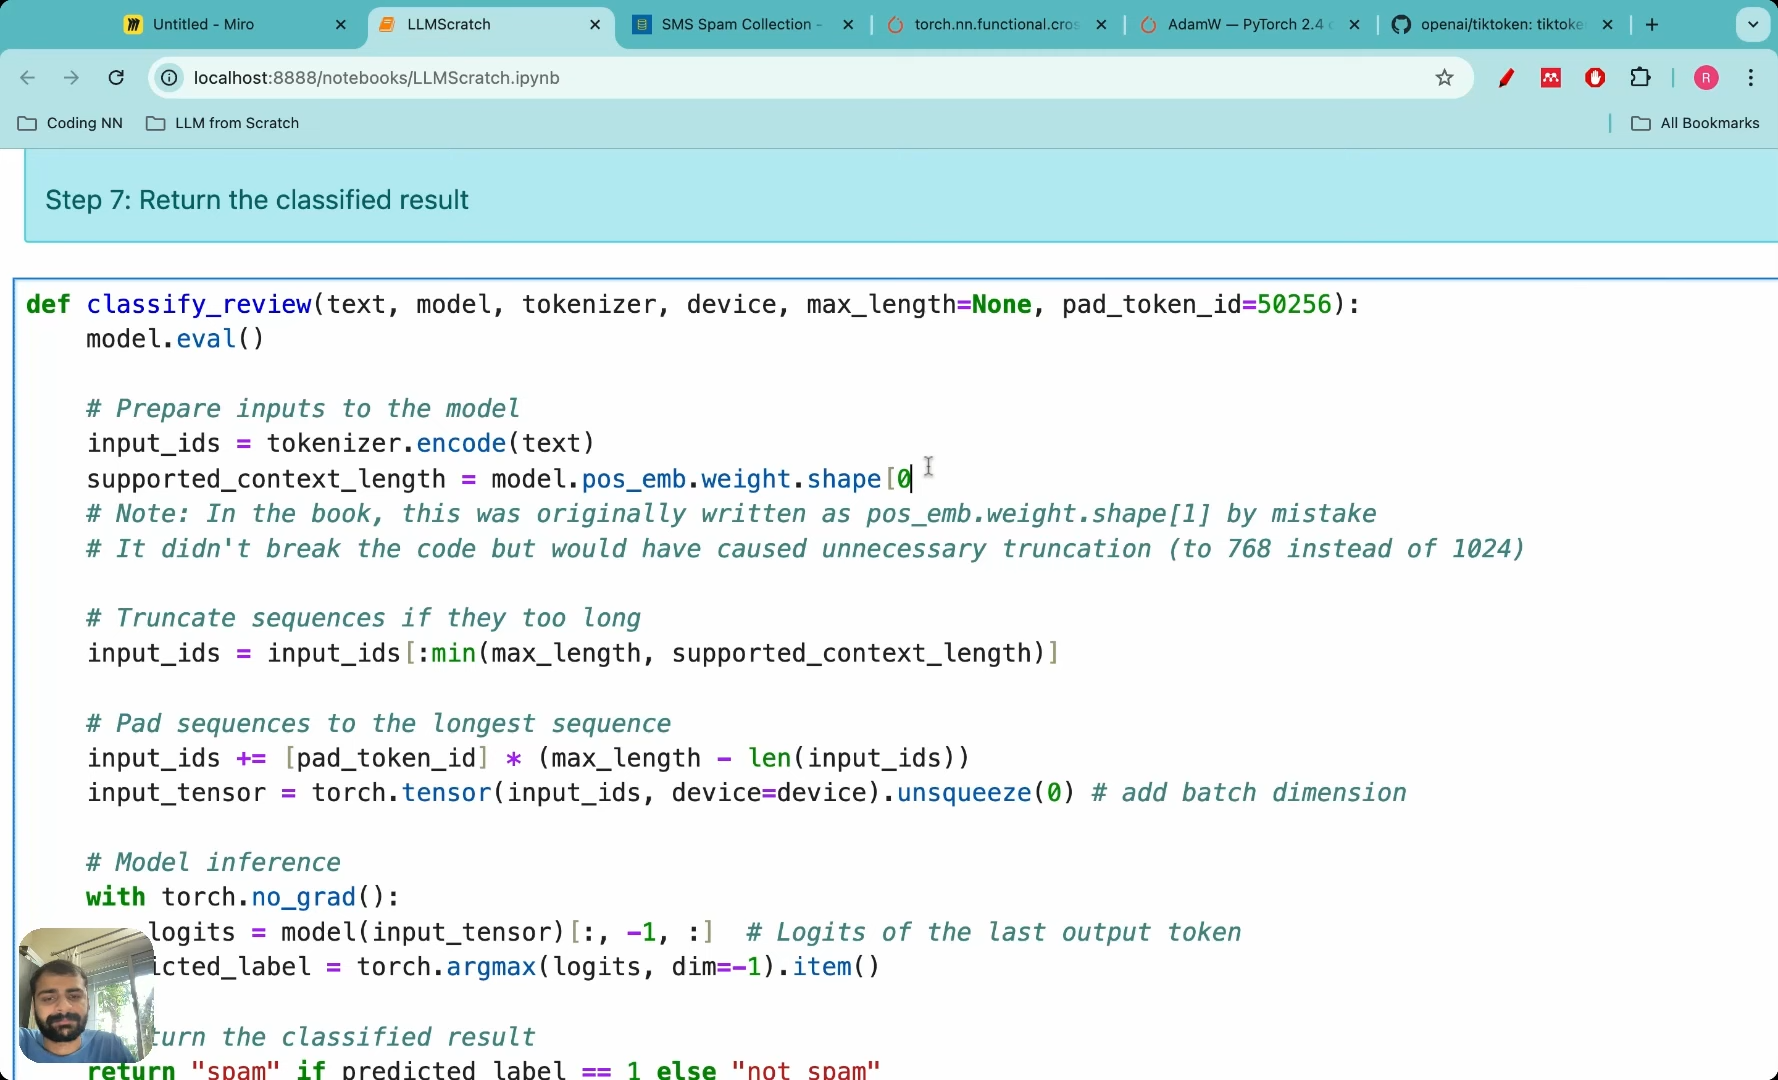 Untitled - Miro
LLMScratch
SMS Spam Collection -
torch.nn.functional.cros
AdamW — PyTorch 2.4
openai/tiktoken: tiktoke
localhost:8888/notebooks/LLMScratch.ipynb
R
Coding NN
LLM from Scratch
All Bookmarks
Step 7: Return the classified result
def classify_review(text, model, tokenizer, device, max_length=None, pad_token_id=50256):
model.eval()
# Prepare inputs to the model
input_ids = tokenizer.encode(text)
supported_context_length = model.pos_emb.weight.shape[0
# Note: In the book, this was originally written as pos_emb.weight.shape[1] by mistake
# It didn't break the code but would have caused unnecessary truncation (to 768 instead of 1024)
# Truncate sequences if they too long
input_ids = input_ids[:min(max_length, supported_context_length)]
# Pad sequences to the longest sequence
input_ids += [pad_token_id] * (max_length - len(input_ids))
input_tensor = torch.tensor(input_ids, device=device).unsqueeze(0) # add batch dimension
# Model inference
with torch.no_grad():
logits = model(input_tensor)[:, -1, :] # Logits of the last output token
icted_label = torch.argmax(logits, dim=-1).item()
turn the classified result
return "spam" if predicted_label == 1 else "not spam"